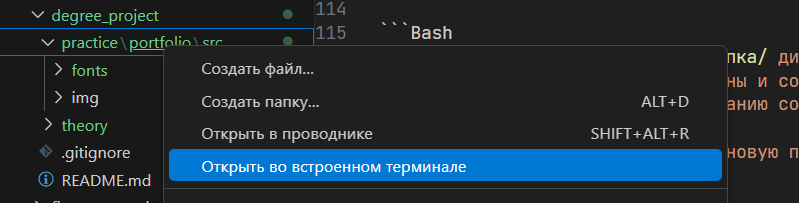 degree_project
practice\portfolio\src
fonts
img
theory
.gitignore
README.md
114
115 ```Bash
Создать файл...
Создать папку... ALT+D
Открыть в проводнике SHIFT+ALT+R
Открыть во встроенном терминале
пка/ ди
ны и со
анию со
новую п